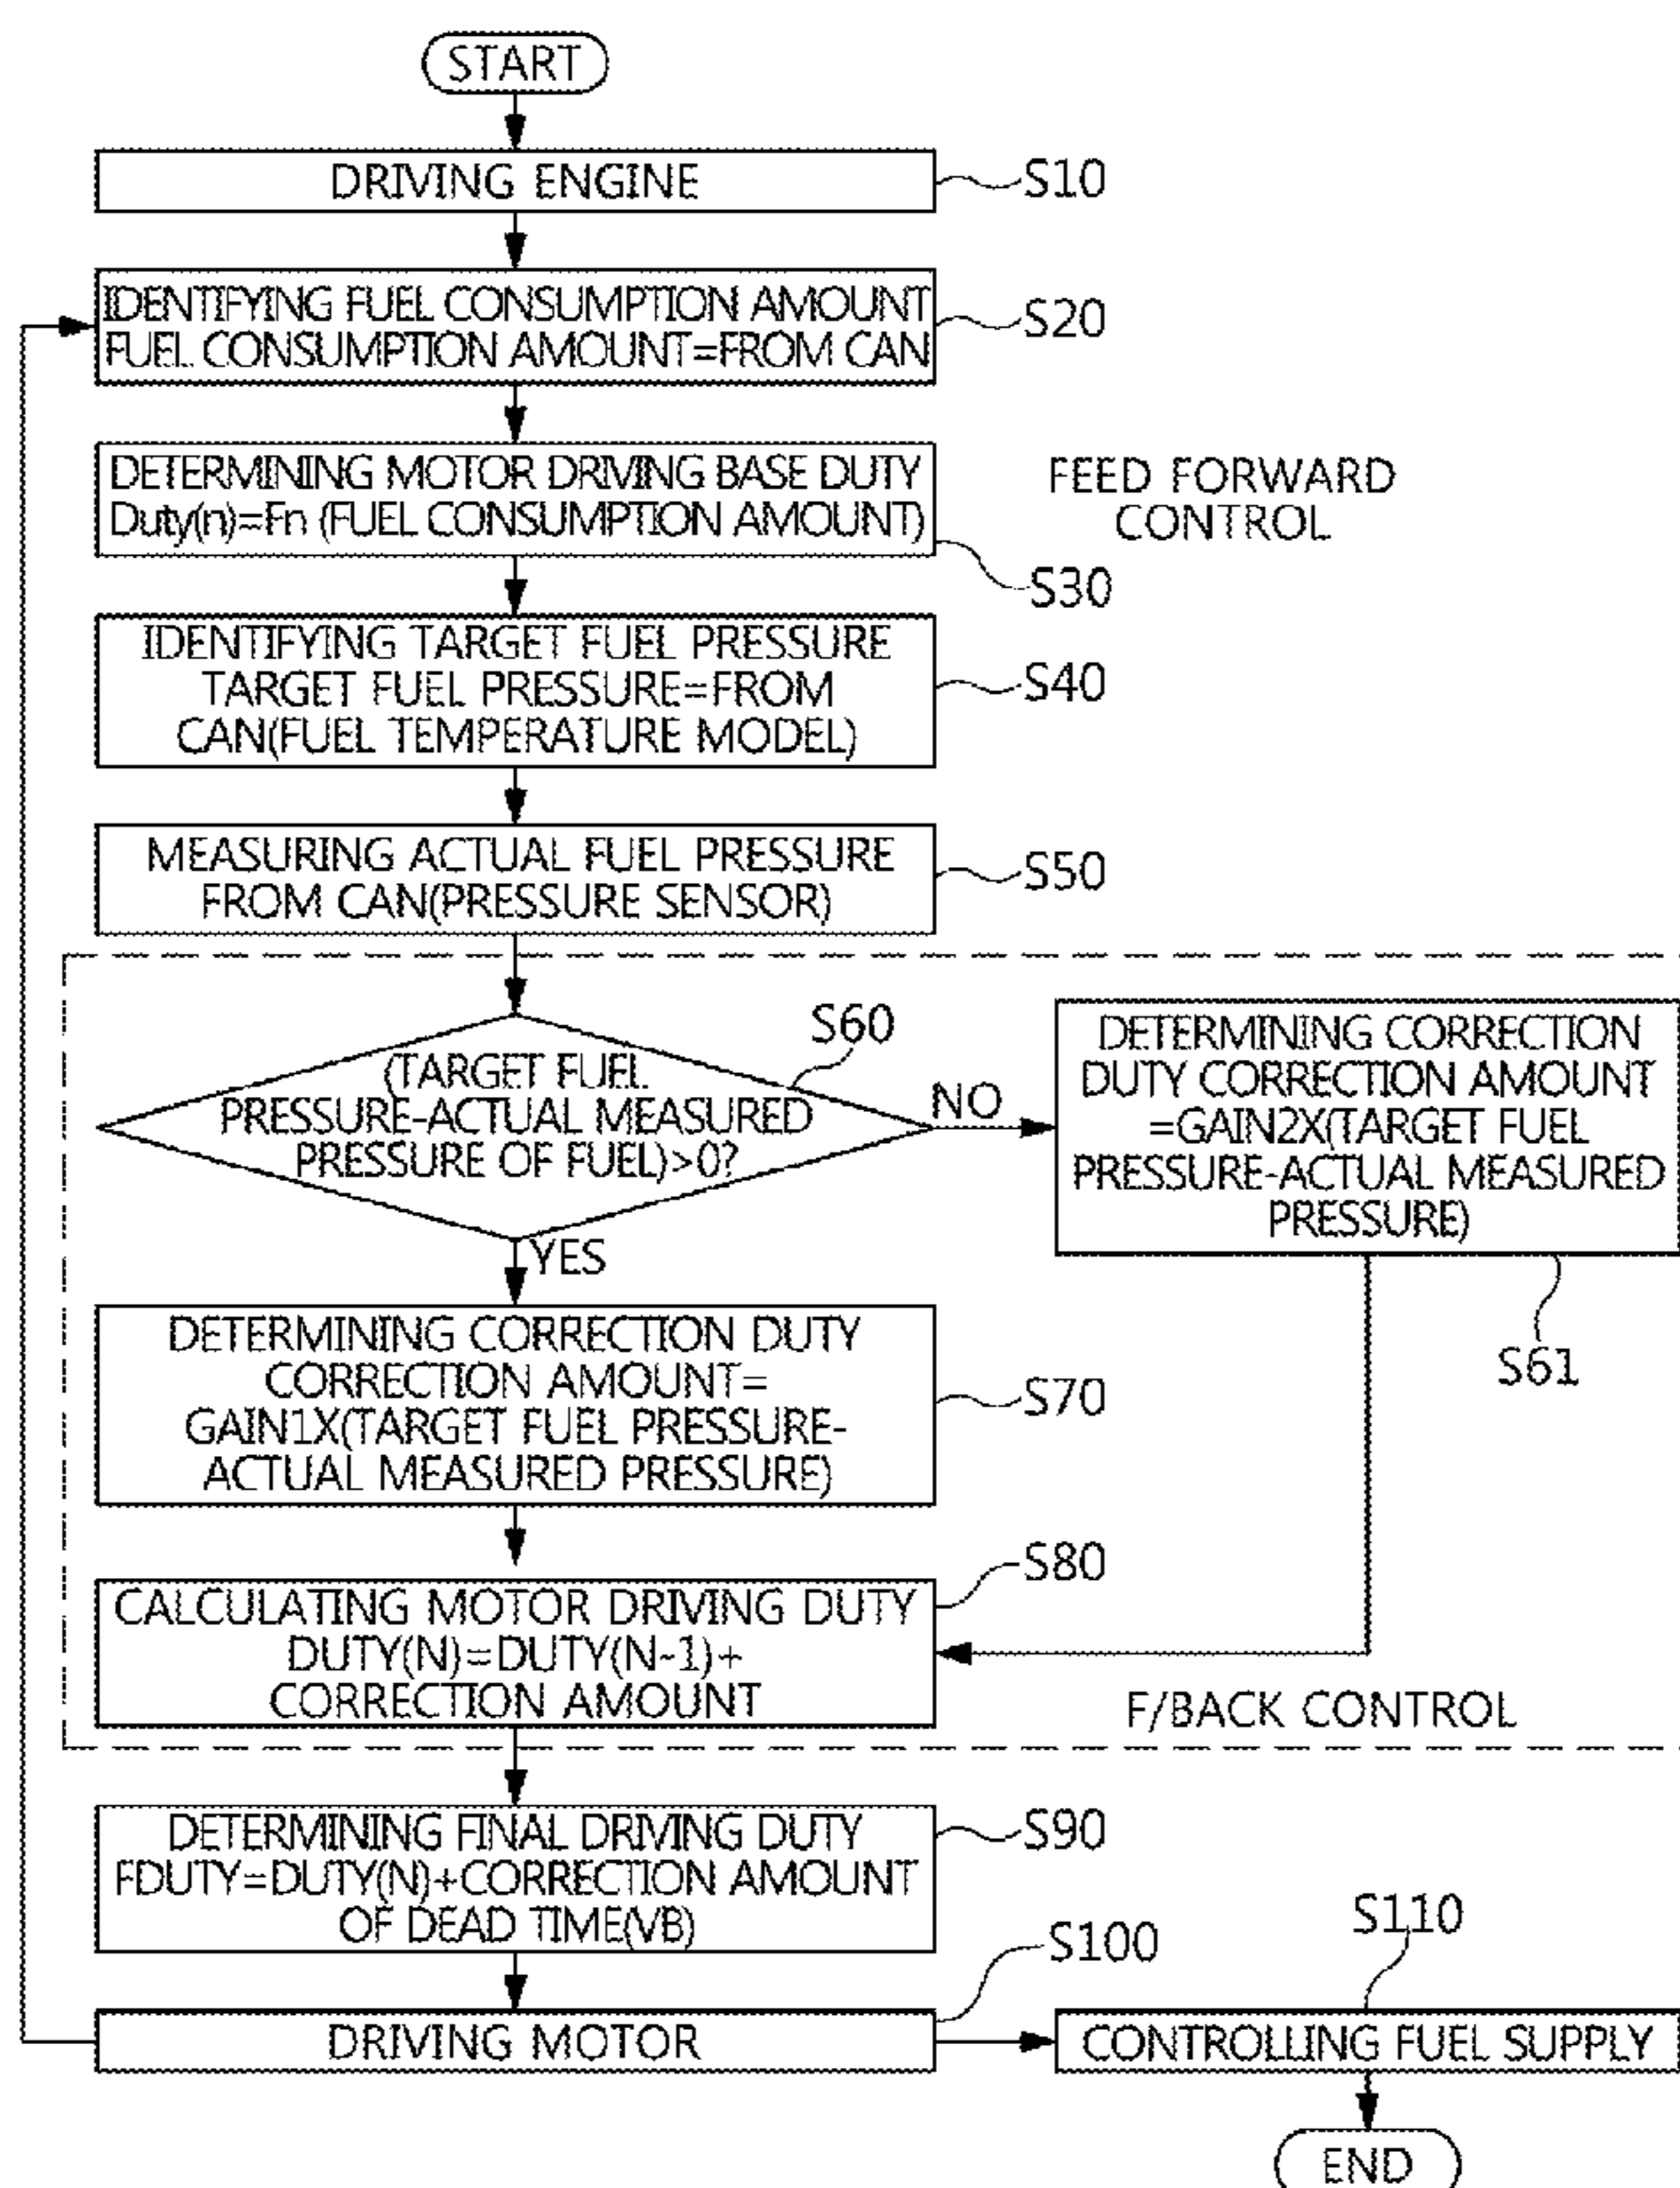 START
DRIVING ENGINE
S10
IDENTIFYING FUEL CONSUMPTION AMOUNT
FUEL CONSUMPTION AMOUNT=FROM CAN
S20
DETERMINING MOTOR DRIVING BASE DUTY
Duty(n)=Fn (FUEL CONSUMPTION AMOUNT)
S30
FEED FORWARD
CONTROL
IDENTIFYING TARGET FUEL PRESSURE
TARGET FUEL PRESSURE=FROM
CAN(FUEL TEMPERATURE MODEL)
S40
MEASURING ACTUAL FUEL PRESSURE
FROM CAN(PRESSURE SENSOR)
S50
S60
(TARGET FUEL
PRESSURE-ACTUAL MEASURED
PRESSURE OF FUEL)>0?
NO
YES
DETERMINING CORRECTION
DUTY CORRECTION AMOUNT
=GAIN2X(TARGET FUEL
PRESSURE-ACTUAL MEASURED
PRESSURE)
S61
DETERMINING CORRECTION DUTY
CORRECTION AMOUNT=
GAIN1X(TARGET FUEL PRESSURE-
ACTUAL MEASURED PRESSURE)
S70
CALCULATING MOTOR DRIVING DUTY
DUTY(N)=DUTY(N-1)+
CORRECTION AMOUNT
S80
F/BACK CONTROL
DETERMINING FINAL DRIVING DUTY
FDUTY=DUTY(N)+CORRECTION AMOUNT
OF DEAD TIME(VB)
S90
DRIVING MOTOR
S100
CONTROLLING FUEL SUPPLY
S110
END